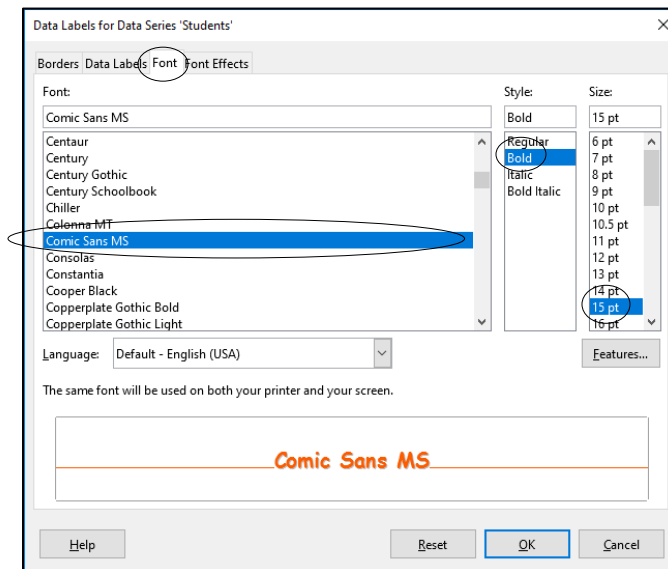 Data Labels for Data Series 'Students'
Borders Data Labels Font Font Effects
Font: Style: Size:
Comic Sans MS Bold 15 pt
Centaur Regular 6 pt
Century Bold 7 pt
Century Gothic Italic 8 pt
Century Schoolbook Bold Italic 9 pt
Chiller 10 pt
Colonna MT 10.5 pt
Comic Sans MS 11 pt
Consolas 12 pt
Constantia 13 pt
Cooper Black 14 pt
Copperplate Gothic Bold 15 pt
Copperplate Gothic Light 16 pt
Language: Default - English (USA) Features...
The same font will be used on both your printer and your screen.
Comic Sans MS
Help Reset OK Cancel